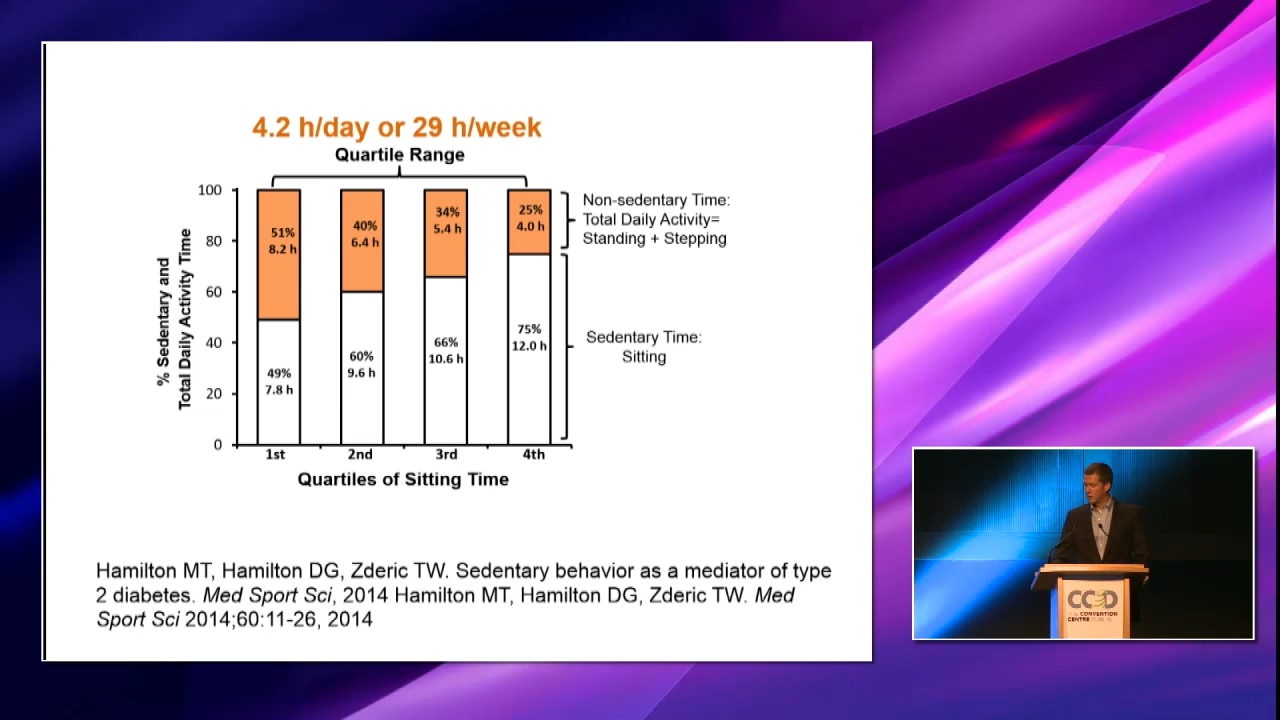 4.2 h/day or 29 h/week
Quartile Range
100
80
60
40
20
0
% Sedentary and
Total Daily Activity Time
51%
8.2 h
40%
6.4 h
34%
5.4 h
25%
4.0 h
49%
7.8 h
60%
9.6 h
66%
10.6 h
75%
12.0 h
Non-sedentary Time:
Total Daily Activity=
Standing + Stepping
Sedentary Time:
Sitting
1st
2nd
3rd
4th
Quartiles of Sitting Time
Hamilton MT, Hamilton DG, Zderic TW. Sedentary behavior as a mediator of type
2 diabetes. Med Sport Sci, 2014 Hamilton MT, Hamilton DG, Zderic TW. Med
Sport Sci 2014;60:11-26, 2014
CCD
THE CONVENTION
CENTRE DUBLIN